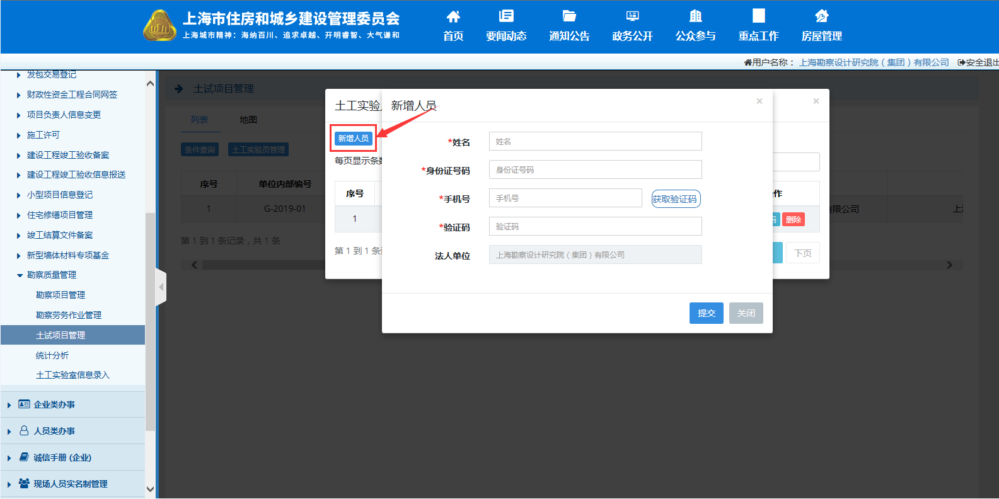 上海市住房和城乡建设管理委员会
上海城市精神：海纳百川、追求卓越、开明睿智、大气谦和
首页
要闻动态
通知公告
政务公开
公众参与
重点工作
房屋管理
用户名称： 上海勘察设计研究院（集团）有限公司 安全退出
发包交易登记
财政性资金工程合同网签
项目负责人信息变更
施工许可
建设工程竣工验收备案
建设工程竣工验收信息报送
小型项目信息登记
住宅修缮项目管理
竣工结算文件备案
新型墙体材料专项基金
勘察质量管理
勘察项目管理
勘察劳务作业管理
土试项目管理
统计分析
土工实验室信息录入
企业类办事
人员类办事
诚信手册 (企业)
现场人员实名制管理
土试项目管理
列表 地图
条件查询 土工实验员管理
序号 单位内部编号
1 G-2019-01 有限公司 上
第 1 到 1 条记录，共 1 条
土工实验
×
新增人员
每页显示条
序号 作
1 删除
第 1 到 1 条
下页
新增人员
×
*姓名 姓名
*身份证号码 身份证号码
*手机号 手机号 获取验证码
*验证码 验证码
法人单位 上海勘察设计研究院（集团）有限公司
提交 关闭